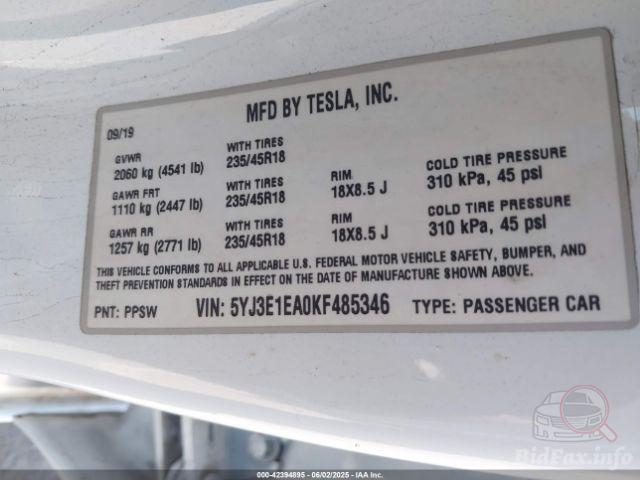 MFD BY TESLA, INC.
09/19
GVWR WITH TIRES
2060 kg (4541 lb) 235/45R18
GAWR FRT WITH TIRES RIM COLD TIRE PRESSURE
1110 kg (2447 lb) 235/45R18 18X8.5 J 310 kPa, 45 psi
GAWR RR WITH TIRES RIM COLD TIRE PRESSURE
1257 kg (2771 lb) 235/45R18 18X8.5 J 310 kPa, 45 psi
THIS VEHICLE CONFORMS TO ALL APPLICABLE U.S. FEDERAL MOTOR VEHICLE SAFETY, BUMPER, AND
THEFT PREVENTION STANDARDS IN EFFECT ON THE DATE OF MANUFACTURE SHOWN ABOVE.
PNT: PPSW VIN: 5YJ3E1EA0KF485346 TYPE: PASSENGER CAR
BidFax.info
000-42394895 - 06/02/2025 - IAA Inc.